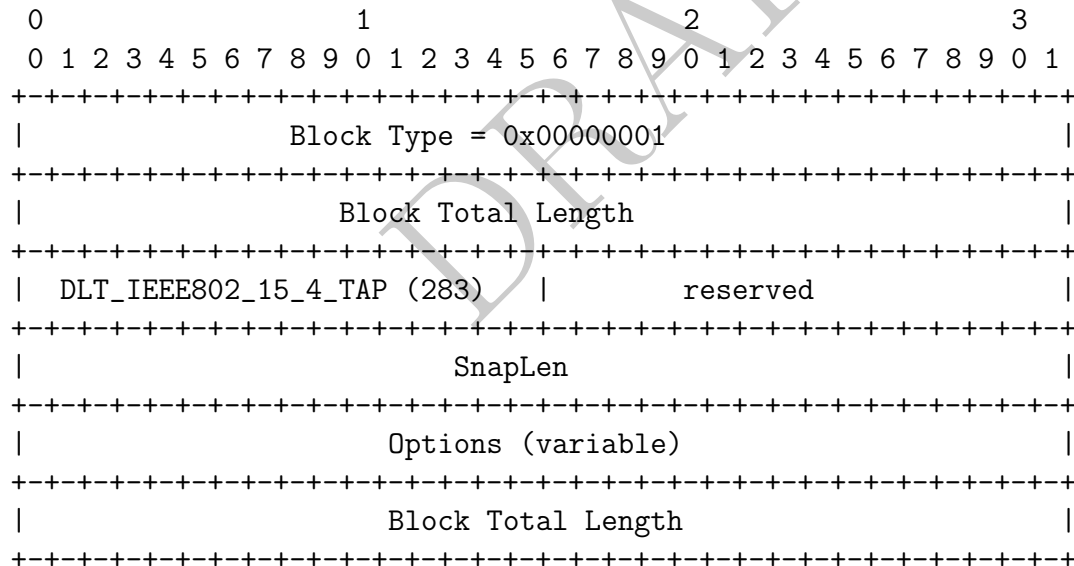 0                   1                   2                   3
0 1 2 3 4 5 6 7 8 9 0 1 2 3 4 5 6 7 8 9 0 1 2 3 4 5 6 7 8 9 0 1
+-+-+-+-+-+-+-+-+-+-+-+-+-+-+-+-+-+-+-+-+-+-+-+-+-+-+-+-+-+-+-+-+
|                Block Type = 0x00000001                        |
+-+-+-+-+-+-+-+-+-+-+-+-+-+-+-+-+-+-+-+-+-+-+-+-+-+-+-+-+-+-+-+-+
|                   Block Total Length                          |
+-+-+-+-+-+-+-+-+-+-+-+-+-+-+-+-+-+-+-+-+-+-+-+-+-+-+-+-+-+-+-+-+
|  DLT_IEEE802_15_4_TAP (283)   |        reserved               |
+-+-+-+-+-+-+-+-+-+-+-+-+-+-+-+-+-+-+-+-+-+-+-+-+-+-+-+-+-+-+-+-+
|                          SnapLen                              |
+-+-+-+-+-+-+-+-+-+-+-+-+-+-+-+-+-+-+-+-+-+-+-+-+-+-+-+-+-+-+-+-+
|                      Options (variable)                       |
+-+-+-+-+-+-+-+-+-+-+-+-+-+-+-+-+-+-+-+-+-+-+-+-+-+-+-+-+-+-+-+-+
|                      Block Total Length                       |
+-+-+-+-+-+-+-+-+-+-+-+-+-+-+-+-+-+-+-+-+-+-+-+-+-+-+-+-+-+-+-+-+
DRA